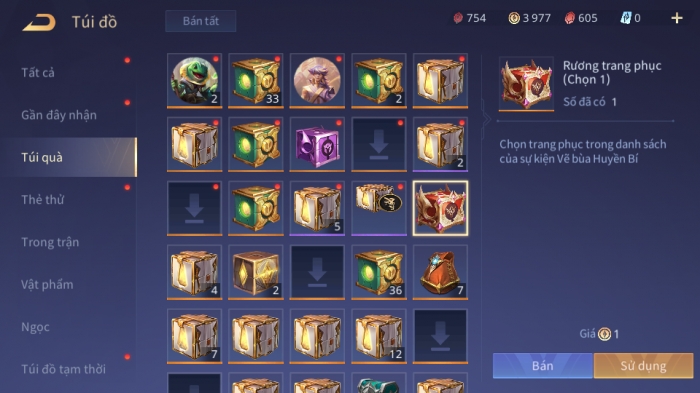 Túi đồ
Bán tất
754
3 977
605
0
Tất cả
Gần đây nhận
Túi quà
Thẻ thử
Trong trận
Vật phẩm
Ngọc
Túi đồ tạm thời
2
33
2
2
5
4
2
36
7
7
12
Rương trang phục
(Chọn 1)
Số đã có 1
Chọn trang phục trong danh sách
của sự kiện Vẽ bùa Huyền Bí
Giá 1
Bán
Sử dụng